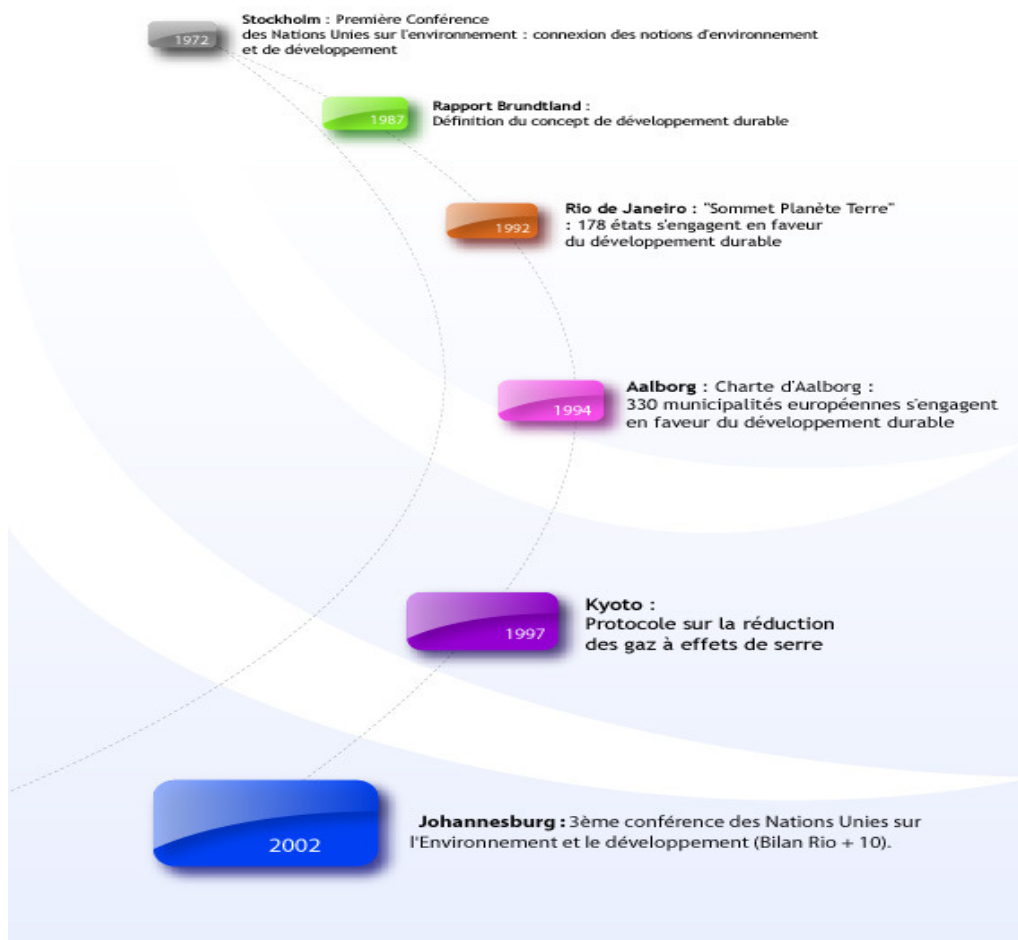 1972
Stockholm : Première Conférence
des Nations Unies sur l'environnement : connexion des notions d'environnement
et de développement
1987
Rapport Brundtland :
Définition du concept de développement durable
1992
Rio de Janeiro : "Sommet Planète Terre"
: 178 états s'engagent en faveur
du développement durable
1994
Aalborg : Charte d'Aalborg :
330 municipalités européennes s'engagent
en faveur du développement durable
1997
Kyoto :
Protocole sur la réduction
des gaz à effets de serre
2002
Johannesburg : 3ème conférence des Nations Unies sur
l'Environnement et le développement (Bilan Rio + 10).